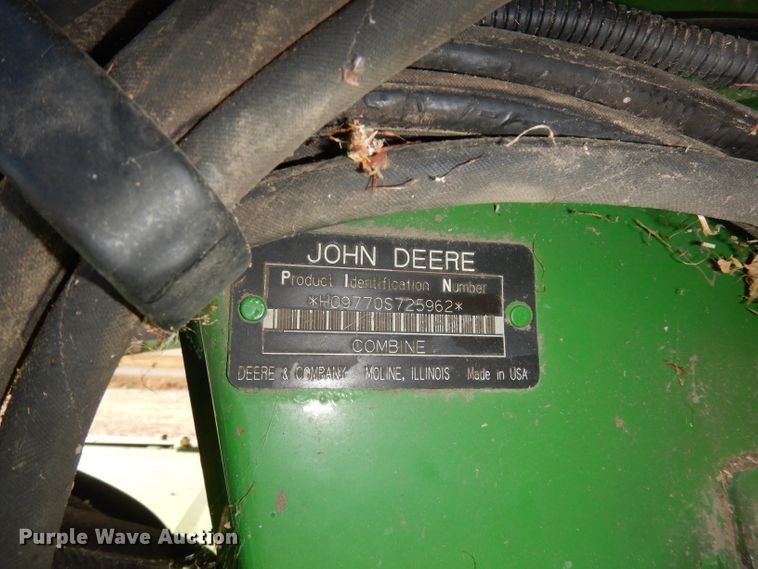 JOHN DEERE
Product Identification Number
*H09770S725962*
COMBINE
DEERE & COMPANY MOLINE, ILLINOIS Made in USA
Purple Wave Auction